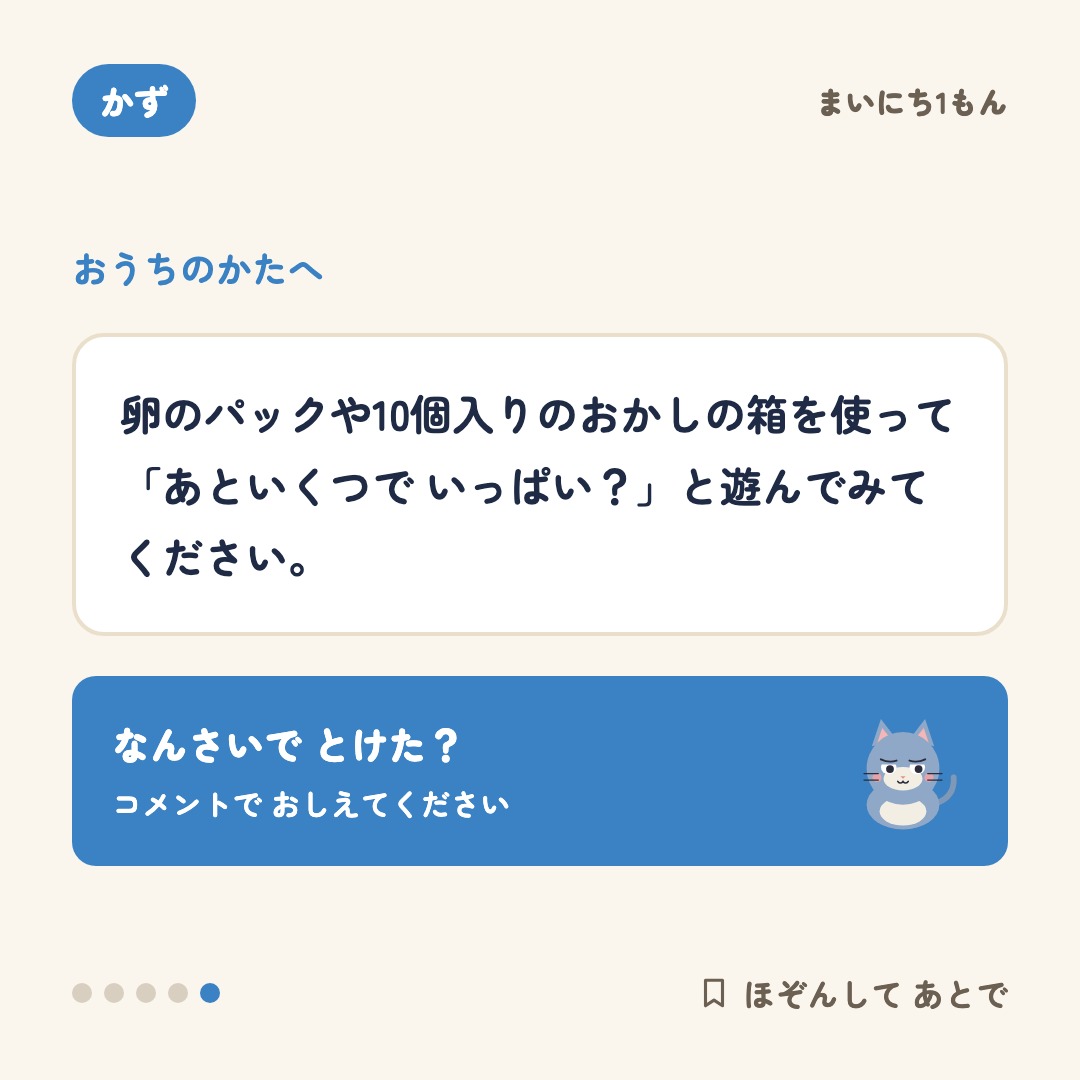 かず
まいにち1もん
おうちのかたへ
卵のパックや10個入りのおかしの箱を使って
「あといくつで いっぱい？」と遊んでみて
ください。
なんさいで とけた？
コメントで おしえてください
ほぞんして あとで